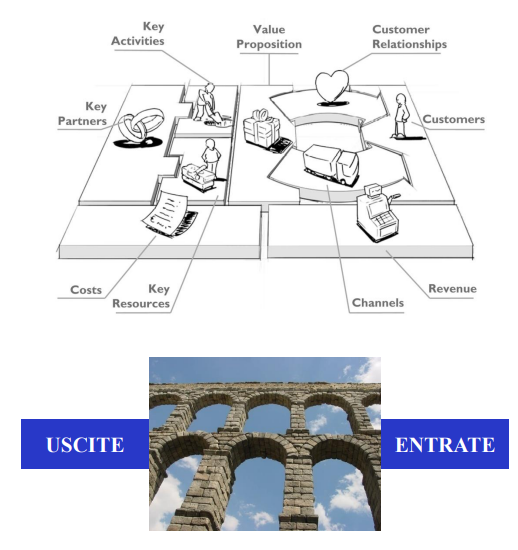 Key
Activities
Value
Proposition
Customer
Relationships
Key
Partners
Customers
Costs
Key
Resources
Channels
Revenue
USCITE
ENTRATE